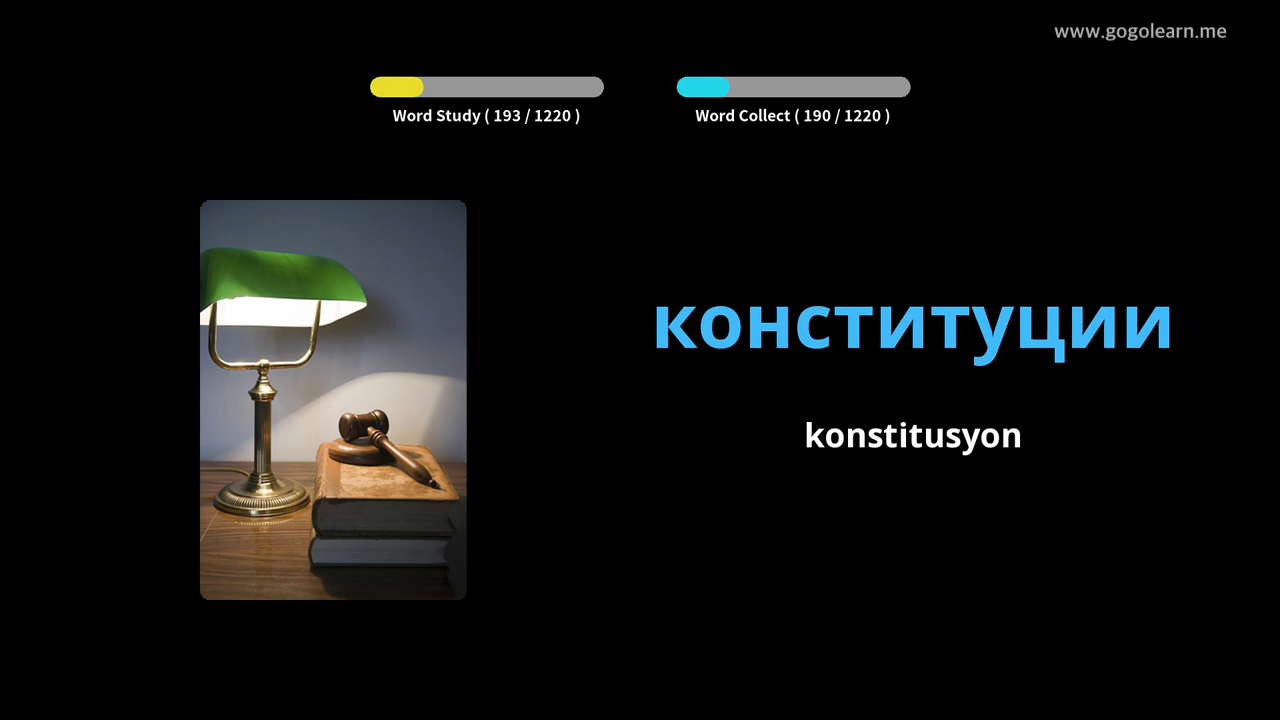 www.gogolearn.me
Word Study ( 193 / 1220 )
Word Collect ( 190 / 1220 )
конституции
konstitusyon